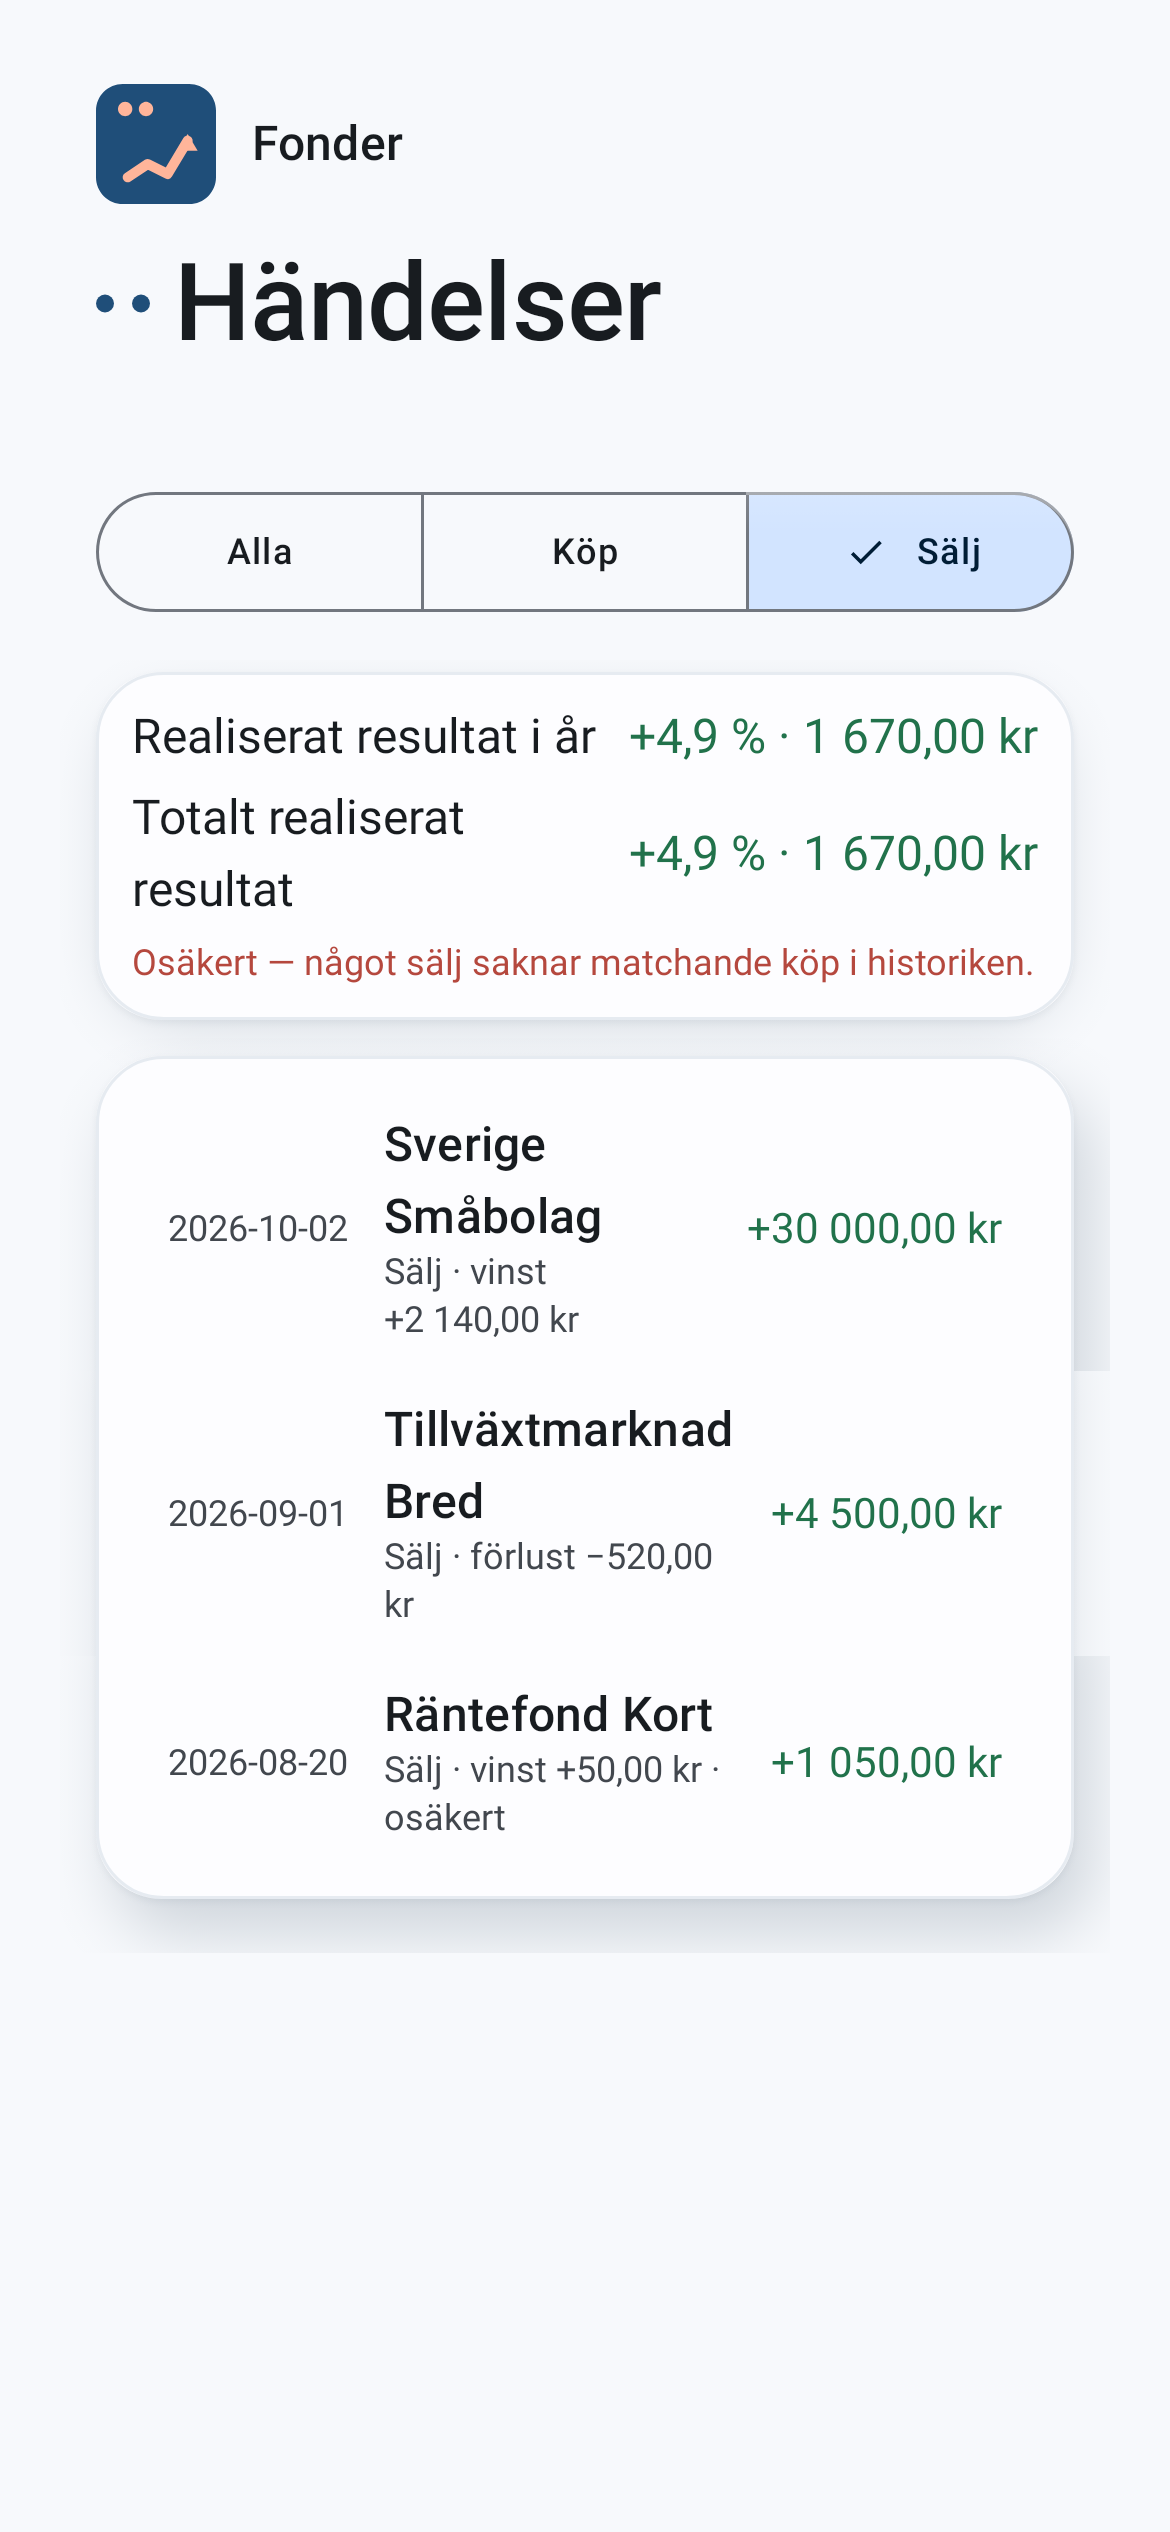 Fonder
Händelser
Alla
Köp
Sälj
Realiserat resultat i år +4,9 % · 1 670,00 kr
Totalt realiserat
resultat
+4,9 % · 1 670,00 kr
Osäkert — något sälj saknar matchande köp i historiken.
2026-10-02
Sverige
Småbolag
Sälj · vinst
+2 140,00 kr
+30 000,00 kr
2026-09-01
Tillväxtmarknad
Bred
Sälj · förlust −520,00
kr
+4 500,00 kr
2026-08-20
Räntefond Kort
Sälj · vinst +50,00 kr ·
osäkert
+1 050,00 kr